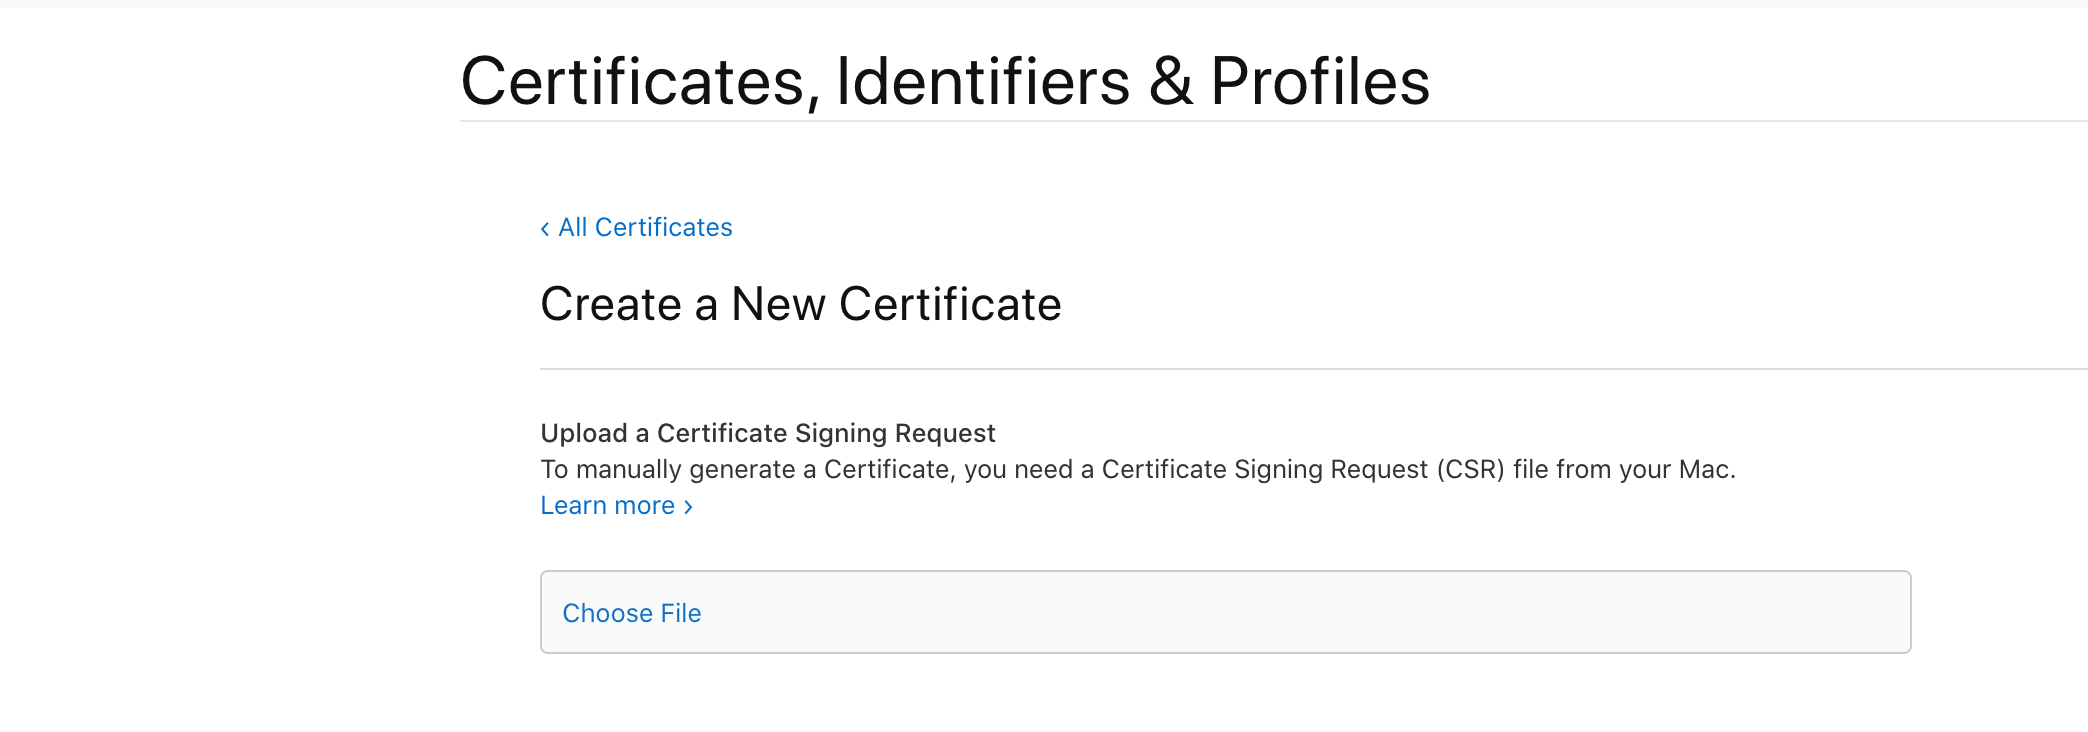 Certificates, Identifiers & Profiles
‹ All Certificates
Create a New Certificate
Upload a Certificate Signing Request
To manually generate a Certificate, you need a Certificate Signing Request (CSR) file from your Mac.
Learn more ›
Choose File